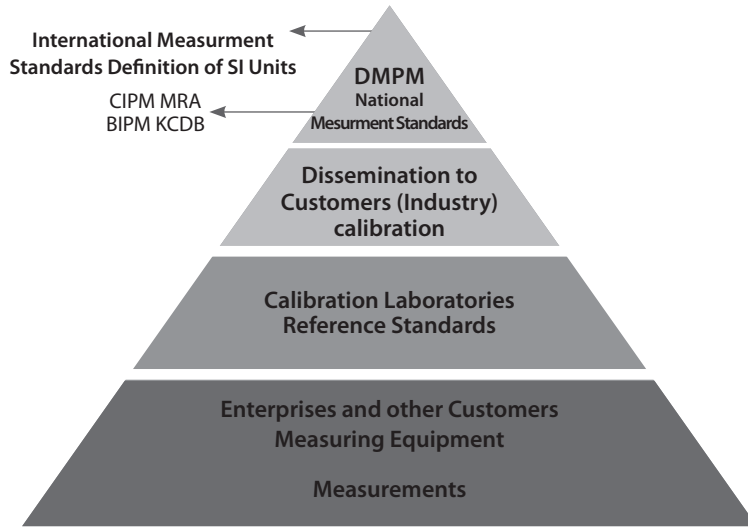 International Measurment
Standards Definition of SI Units
CIPM MRA
BIPM KCDB
DMPM
National
Mesurment Standards
Dissemination to
Customers (Industry)
calibration
Calibration Laboratories
Reference Standards
Enterprises and other Customers
Measuring Equipment
Measurements